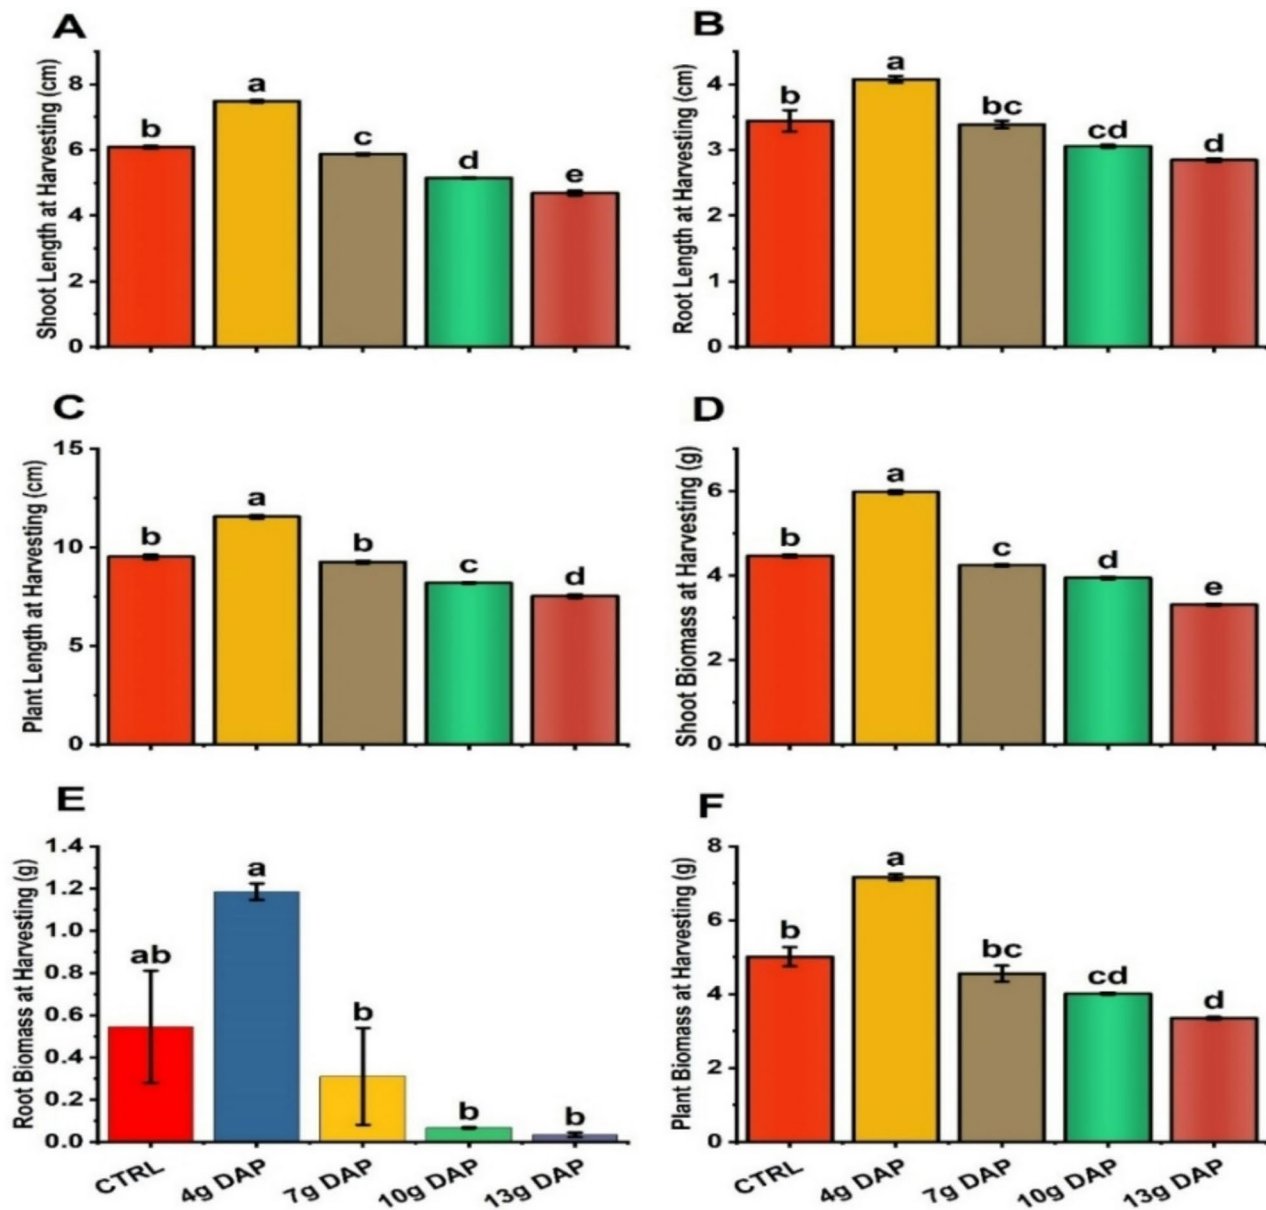 A
Shoot Length at Harvesting (cm)
8
6
4
2
0
b
a
c
d
e
B
Root Length at Harvesting (cm)
4
3
2
1
0
b
a
bc
cd
d
C
Plant Length at Harvesting (cm)
15
10
5
0
b
a
b
c
d
D
Shoot Biomass at Harvesting (g)
6
4
2
0
b
a
c
d
e
E
Root Biomass at Harvesting (g)
1.4
1.2
1.0
0.8
0.6
0.4
0.2
0.0
ab
a
b
b
b
CTRL
4g DAP
7g DAP
10g DAP
13g DAP
F
Plant Biomass at Harvesting (g)
8
6
4
2
0
b
a
bc
cd
d
CTRL
4g DAP
7g DAP
10g DAP
13g DAP